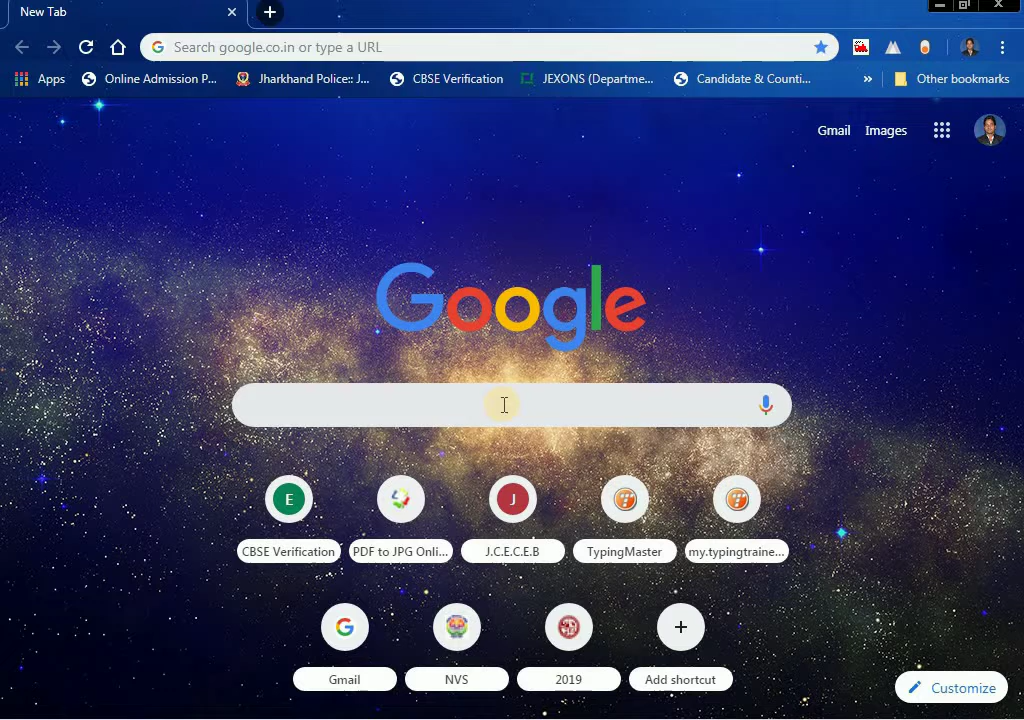 New Tab
Search google.co.in or type a URL
Apps
Online Admission P...
Jharkhand Police:: J...
CBSE Verification
JEXONS (Departme...
Candidate & Counti...
»
Other bookmarks
Gmail
Images
Google
E
J
CBSE Verification
PDF to JPG Onli...
J.C.E.C.E.B
TypingMaster
my.typingtraine...
Gmail
NVS
2019
Add shortcut
Customize